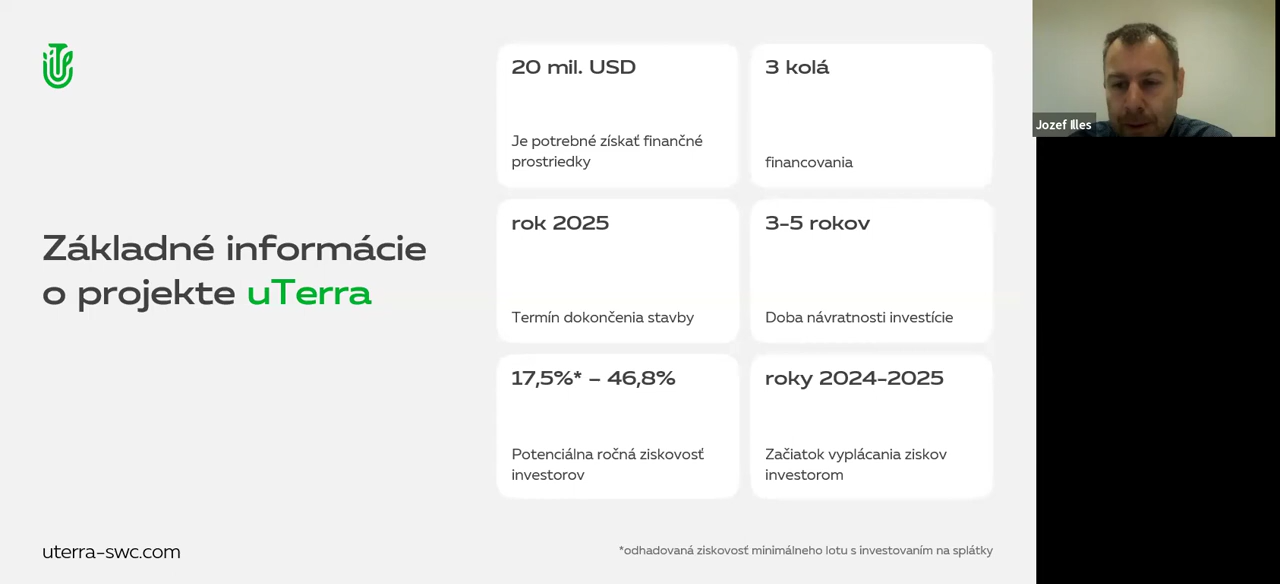 Základné informácie
o projekte uTerra
20 mil. USD
Je potrebné získať finančné
prostriedky
3 kolá
financovania
rok 2025
Termín dokončenia stavby
3-5 rokov
Doba návratnosti investície
17,5%* – 46,8%
Potenciálna ročná ziskovosť
investorov
roky 2024-2025
Začiatok vyplácania ziskov
investorom
uterra-swc.com
*odhadovaná ziskovosť minimálneho lotu s investovaním na splátky
Jozef Illes